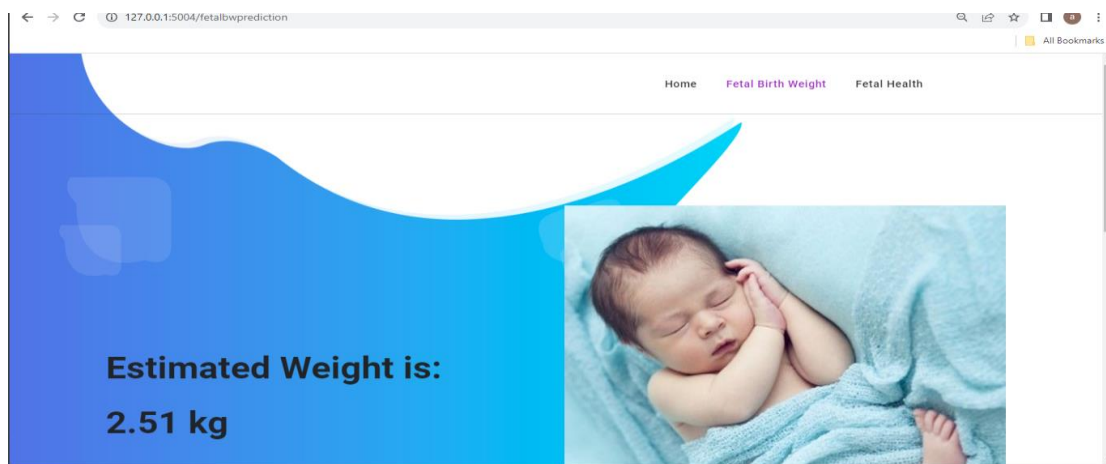 127.0.0.1:5004/fetalbwprediction
a
All Bookmarks
Home Fetal Birth Weight Fetal Health
Estimated Weight is:
2.51 kg